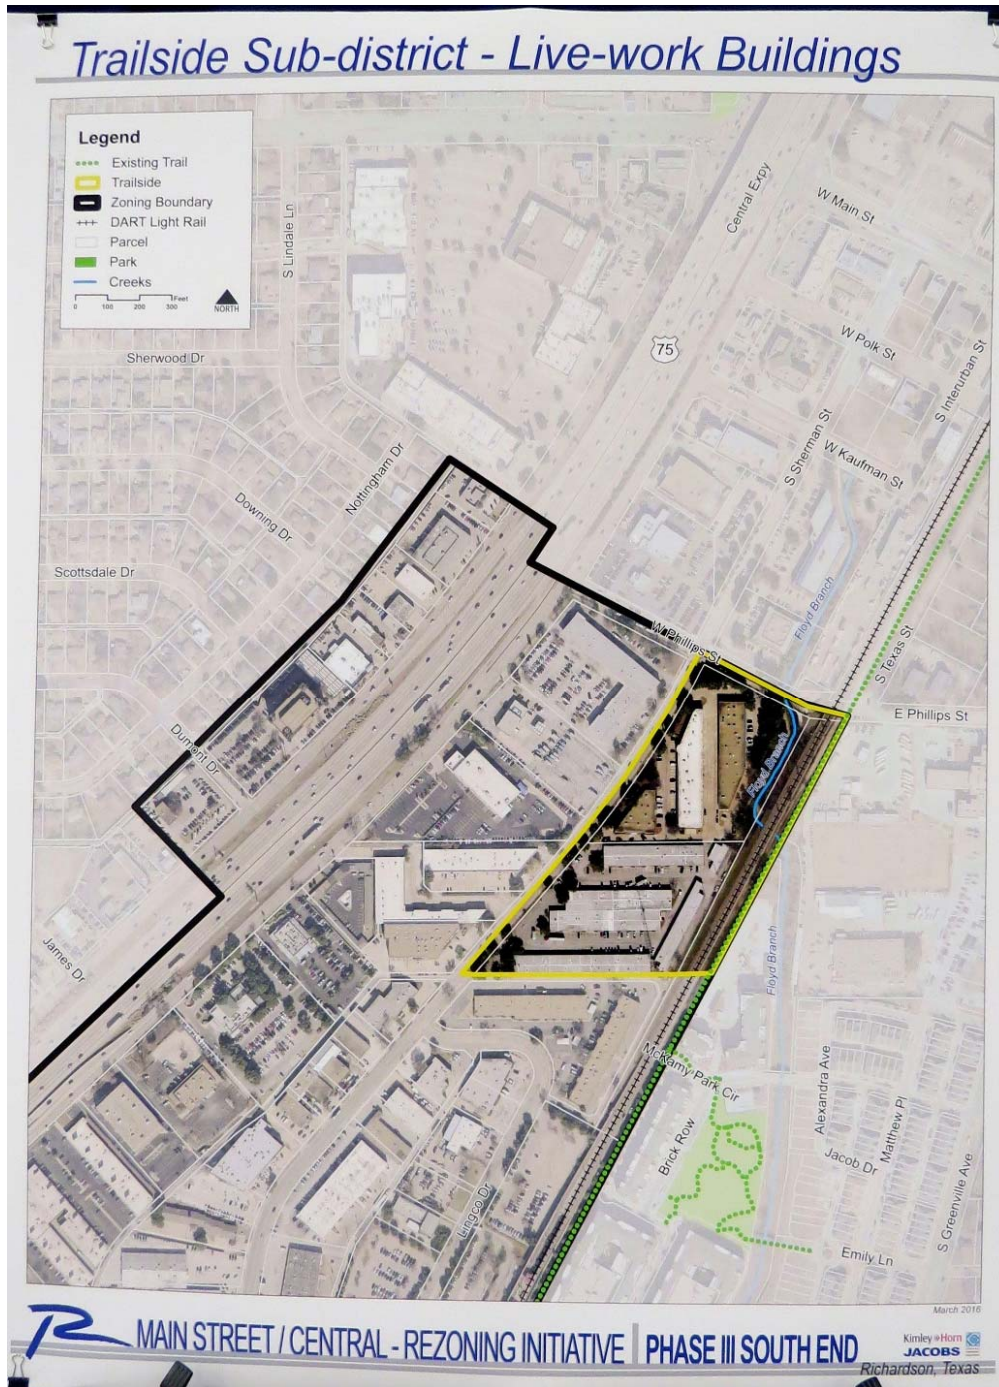 Trailside Sub-district - Live-work Buildings
Legend
Existing Trail
Trailside
Zoning Boundary
DART Light Rail
Parcel
Park
Creeks
Feet
0 100 200 300
NORTH
S Lindale Ln
Central Expy
W Main St
Sherwood Dr
75
W Polk St
S Interurban St
S Sherman St
W Kaufman St
Nottingham Dr
Downing Dr
Scottsdale Dr
Floyd Branch
W Phillips St
S Texas St
E Phillips St
Dumont Dr
Floyd Branch
James Dr
Floyd Branch
McKamy Park Cir
Alexandra Ave
Matthew Pl
Brick Row
Jacob Dr
Lingco Dr
S Greenville Ave
Emily Ln
March 2016
R
MAIN STREET / CENTRAL - REZONING INITIATIVE | PHASE III SOUTH END
Kimley»Horn
JACOBS
Richardson, Texas